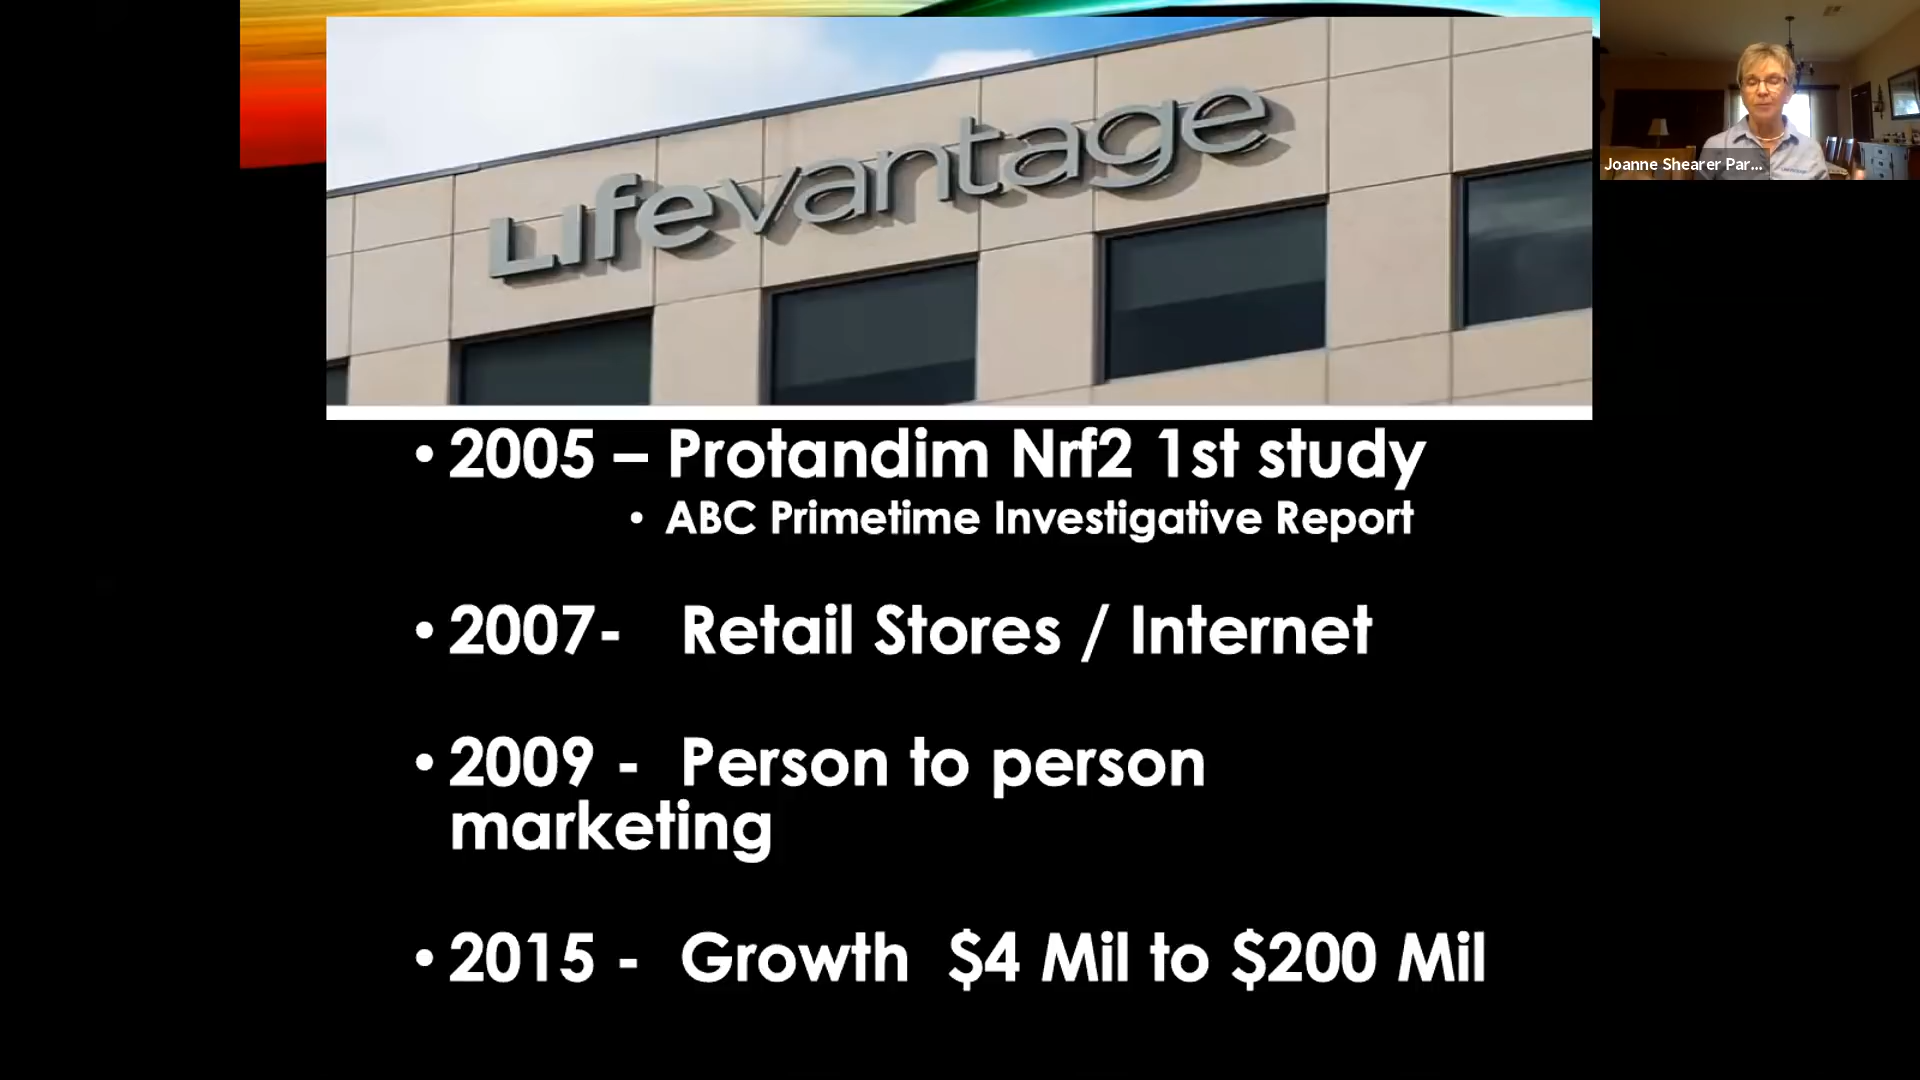 Lifevantage
Joanne Shearer Par...
• 2005 – Protandim Nrf2 1st study
• ABC Primetime Investigative Report
• 2007- Retail Stores / Internet
• 2009 - Person to person
marketing
• 2015 - Growth $4 Mil to $200 Mil